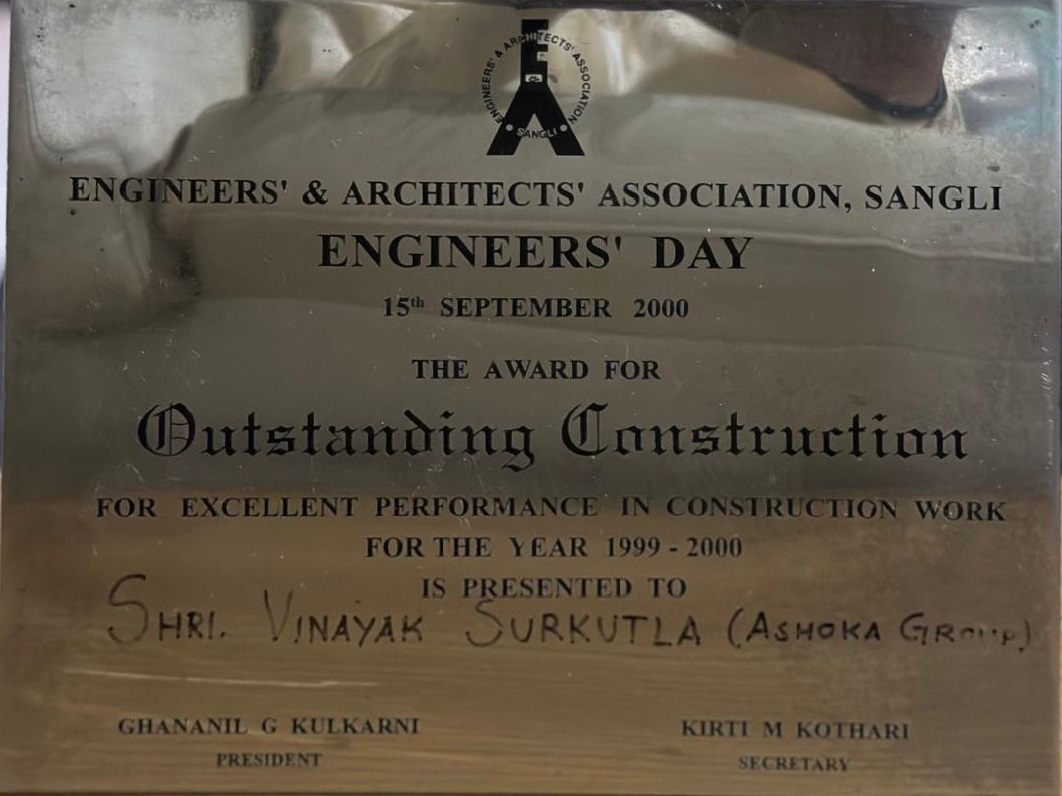 E
&
A
ENGINEERS' & ARCHITECTS' ASSOCIATION
SANGLI
ENGINEERS' & ARCHITECTS' ASSOCIATION, SANGLI
ENGINEERS' DAY
15th SEPTEMBER 2000
THE AWARD FOR
Outstanding Construction
FOR EXCELLENT PERFORMANCE IN CONSTRUCTION WORK
FOR THE YEAR 1999 - 2000
IS PRESENTED TO
SHRI. VINAYAK SURKUTLA (ASHOKA GROUP)
GHANANIL G KULKARNI
PRESIDENT
KIRTI M KOTHARI
SECRETARY